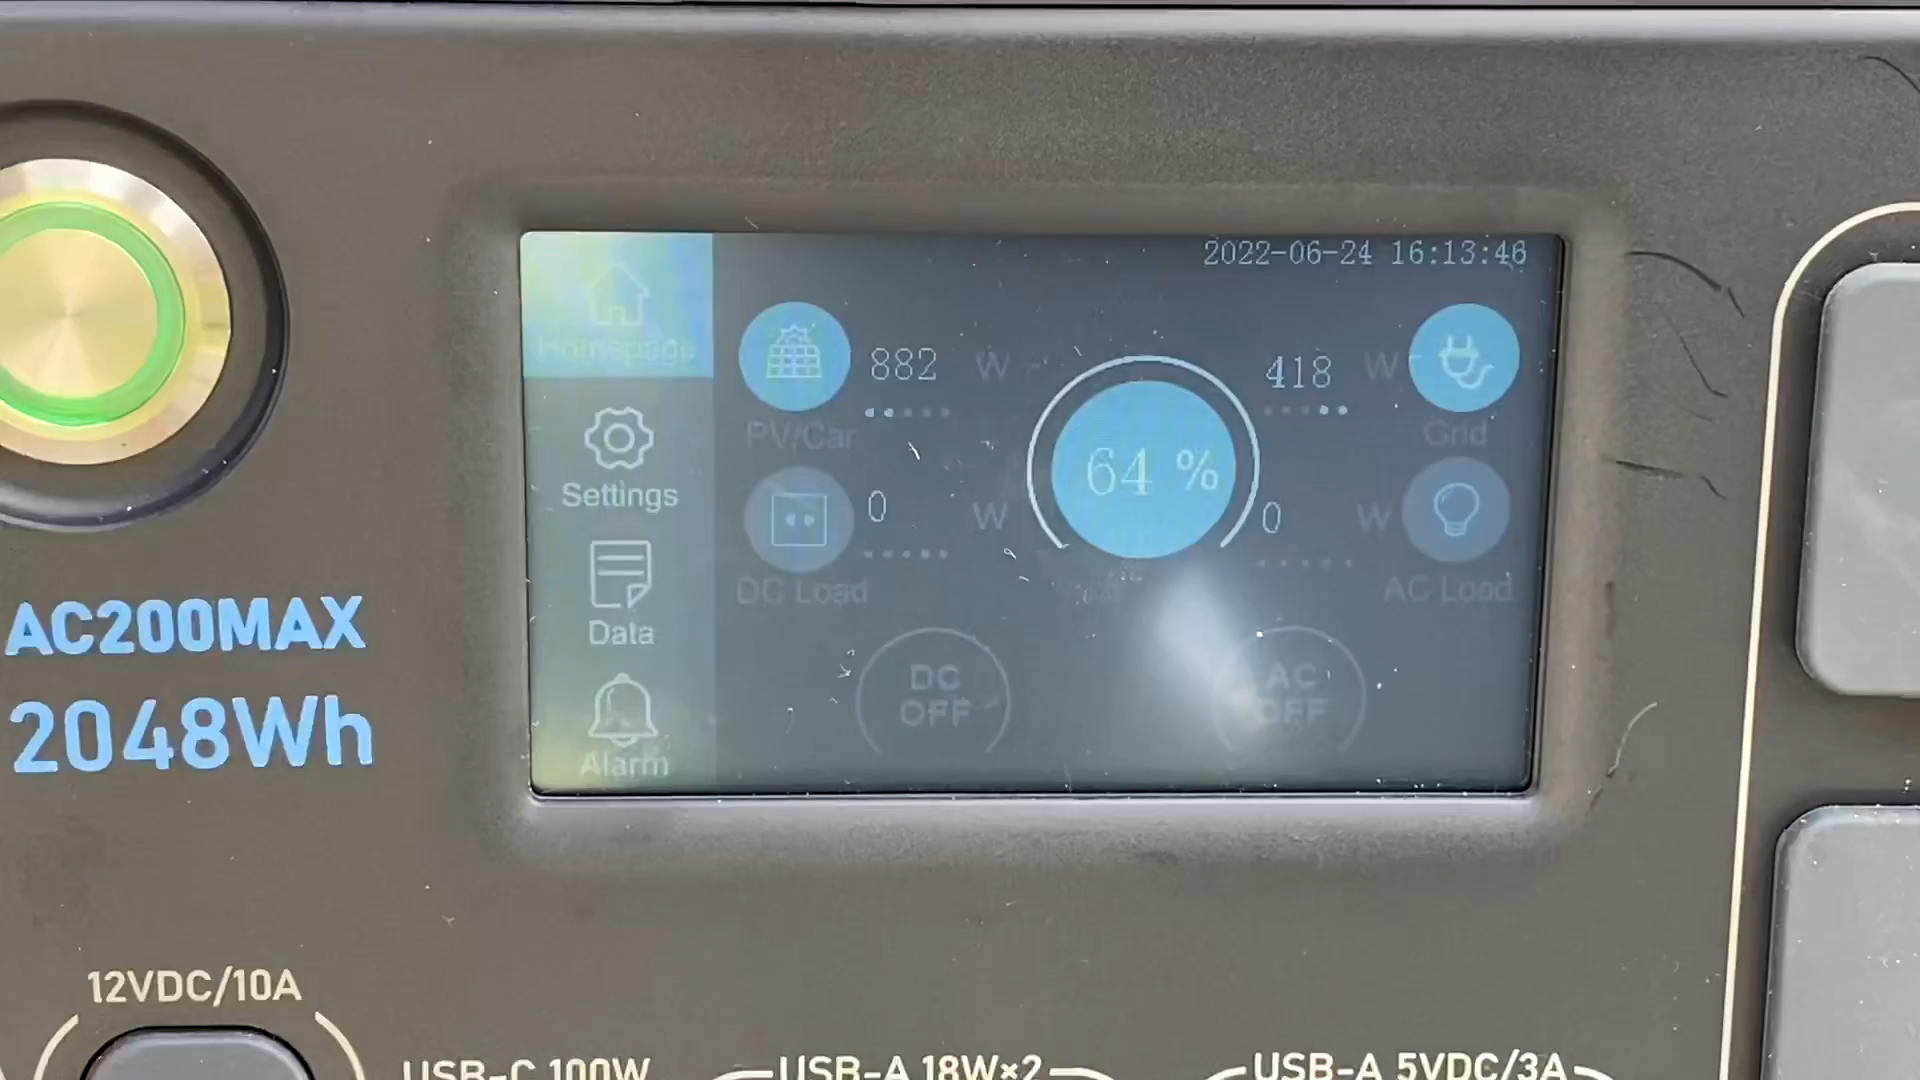 2022-06-24 16:13:46
Homepage
882 W
418 W
PV/Car
Grid
64 %
Settings
0 W
0 W
DC Load
AC Load
Data
DC
OFF
AC
OFF
Alarm
AC200MAX
2048Wh
12VDC/10A
USB-C 100W
USB-A 18W×2
USB-A 5VDC/3A